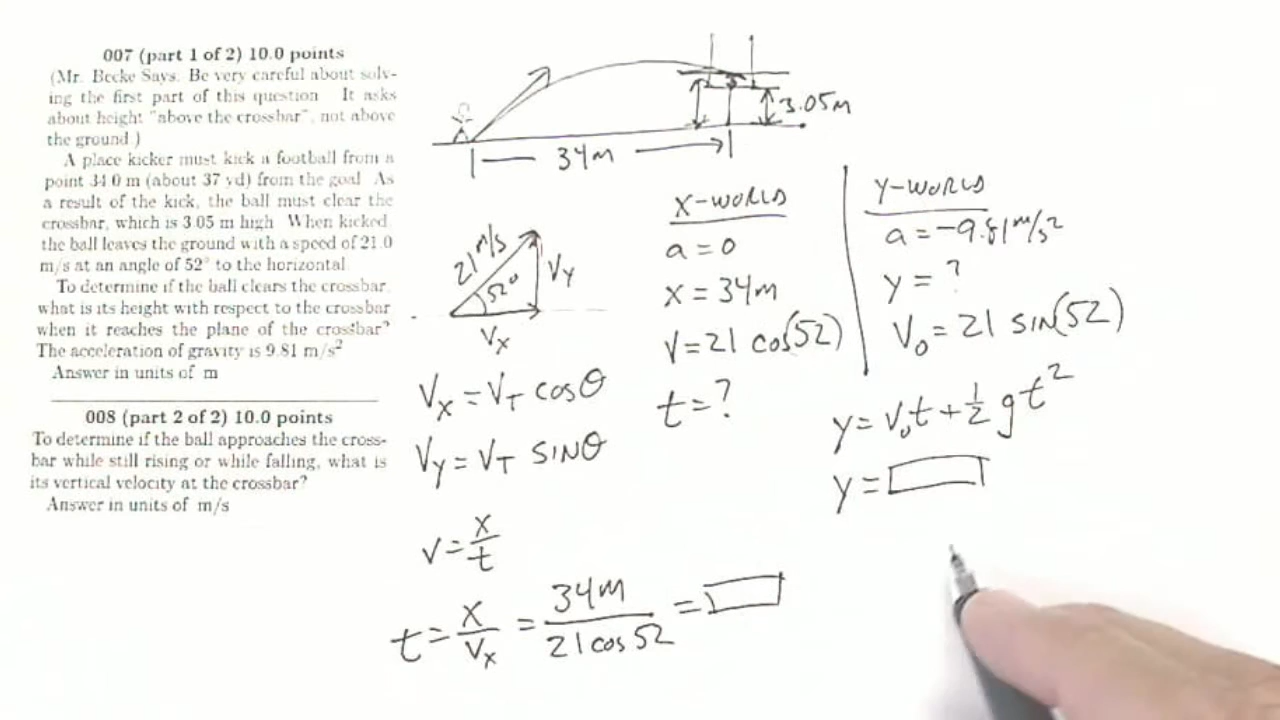 007 (part 1 of 2) 10.0 points
(Mr. Becke Says: Be very careful about solv-
ing the first part of this question It asks
about height "above the crossbar", not above
the ground )
A place kicker must kick a football from a
point 34.0 m (about 37 yd) from the goal As
a result of the kick, the ball must clear the
crossbar, which is 3.05 m high When kicked
the ball leaves the ground with a speed of 21.0
m/s at an angle of 52° to the horizontal
To determine if the ball clears the crossbar,
what is its height with respect to the crossbar
when it reaches the plane of the crossbar?
The acceleration of gravity is 9.81 m/s²
Answer in units of m
008 (part 2 of 2) 10.0 points
To determine if the ball approaches the cross-
bar while still rising or while falling, what is
its vertical velocity at the crossbar?
Answer in units of m/s
3.05m
34m
21 m/s
52°
Vy
Vx
Vx = VT cosθ
Vy = VT SINθ
v = x/t
t = x/Vx = 34m/21 cos 52 =
X-WORLD
a = 0
x = 34m
V = 21 cos(52)
t = ?
Y-WORLD
a = -9.81 m/s²
y = ?
V₀ = 21 sin(52)
y = V₀t + ½ gt²
y =